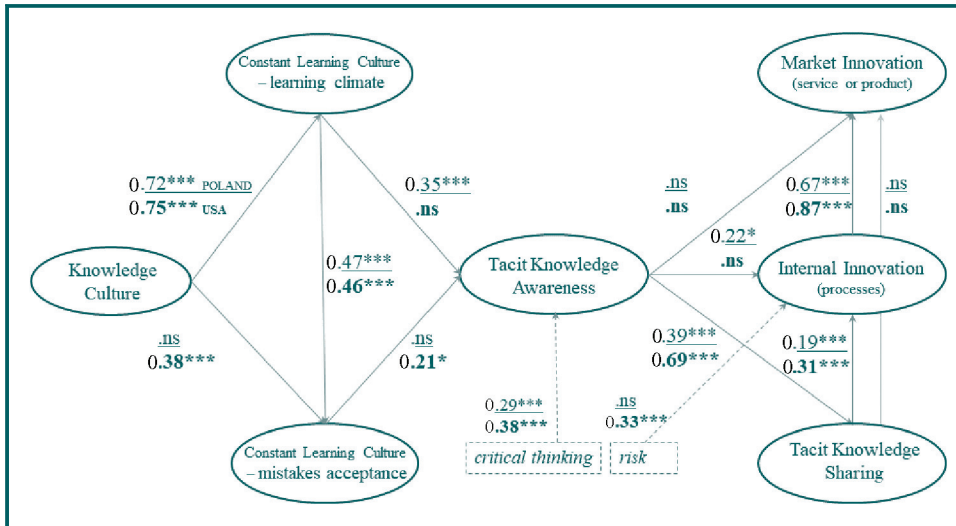 Constant Learning Culture
– learning climate
Market Innovation
(service or product)
0.72*** POLAND
0.75*** USA
0.35***
.ns
.ns
.ns
0.67***
0.87***
.ns
.ns
0.22*
.ns
Knowledge
Culture
0.47***
0.46***
Tacit Knowledge
Awareness
Internal Innovation
(processes)
.ns
0.38***
.ns
0.21*
0.39***
0.69***
0.19***
0.31***
0.29***
0.38***
.ns
0.33***
Constant Learning Culture
– mistakes acceptance
critical thinking
risk
Tacit Knowledge
Sharing